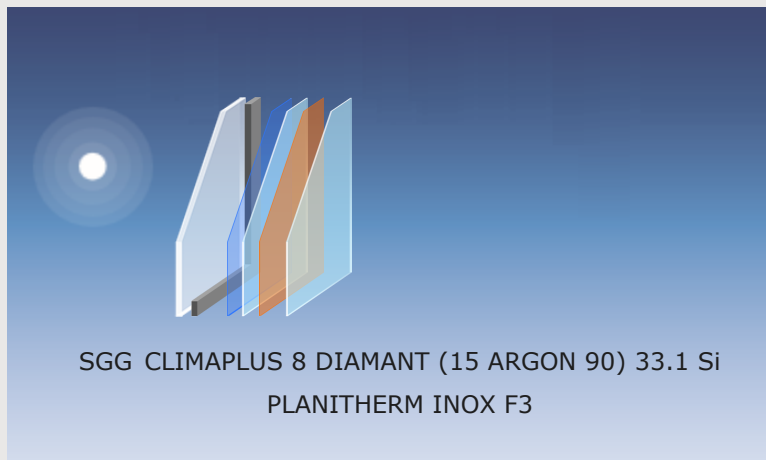 SGG CLIMAPLUS 8 DIAMANT (15 ARGON 90) 33.1 Si
PLANITHERM INOX F3